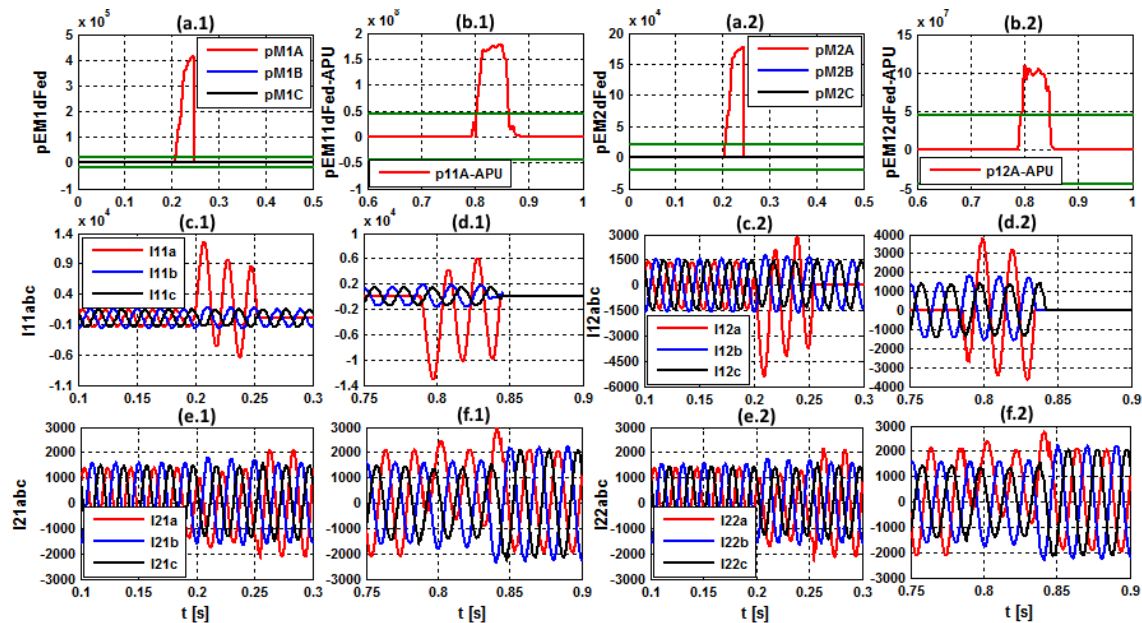 (a.1)
x 10^5
pEM1dFed
5
4
3
2
1
0
-1
pM1A
pM1B
pM1C
0
0.1
0.2
0.3
0.4
0.5
(b.1)
pEM11dFed-APU
2
1.5
1
0.5
0
-0.5
-1
p11A-APU
0.6
0.7
0.8
0.9
1
(a.2)
x 10^4
pEM2dFed
20
15
10
5
0
-5
pM2A
pM2B
pM2C
0
0.1
0.2
0.3
0.4
0.5
(b.2)
x 10^7
pEM12dFed-APU
15
10
5
0
-5
p12A-APU
0.6
0.7
0.8
0.9
1
(c.1)
x 10^4
I11abc
1.4
0.9
0.4
-0.1
-0.6
-1.1
I11a
I11b
I11c
0.1
0.15
0.2
0.25
0.3
(d.1)
x 10^4
1
0.6
0.2
-0.2
-0.6
-1
-1.4
0.75
0.8
0.85
0.9
(c.2)
I12abc
3000
1500
0
-1500
-3000
-4500
-6000
I12a
I12b
I12c
0.1
0.15
0.2
0.25
0.3
(d.2)
4000
3000
2000
1000
0
-1000
-2000
-3000
-4000
0.75
0.8
0.85
0.9
(e.1)
I21abc
3000
2000
1000
0
-1000
-2000
-3000
I21a
I21b
I21c
0.1
0.15
0.2
0.25
0.3
t [s]
(f.1)
3000
2000
1000
0
-1000
-2000
-3000
0.75
0.8
0.85
0.9
t [s]
(e.2)
I22abc
3000
2000
1000
0
-1000
-2000
-3000
I22a
I22b
I22c
0.1
0.15
0.2
0.25
0.3
t [s]
(f.2)
3000
2000
1000
0
-1000
-2000
-3000
0.75
0.8
0.85
0.9
t [s]